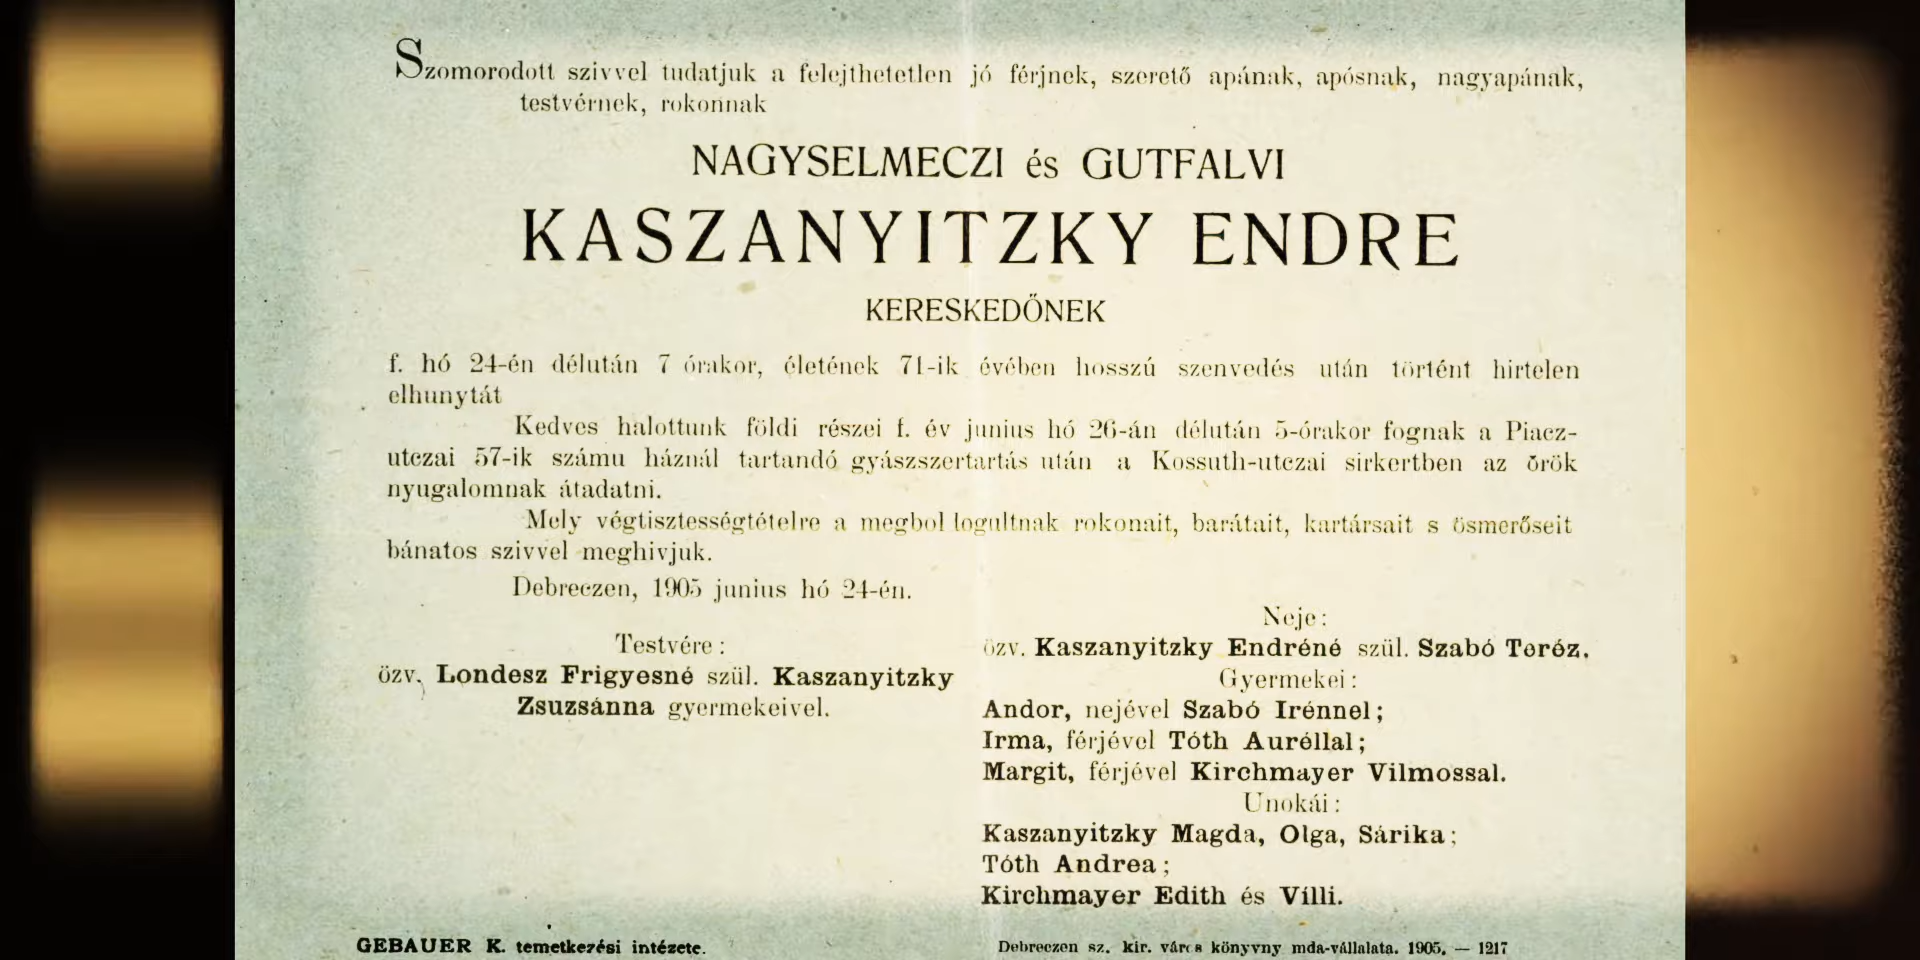 Szomorodott szivvel tudatjuk a felejthetetlen jó férjnek, szerető apának, apósnak, nagyapának,
testvérnek, rokonnak
NAGYSELMECZI és GUTFALVI
KASZANYITZKY ENDRE
KERESKEDŐNEK
f. hó 24-én délután 7 órakor, életének 71-ik évében hosszú szenvedés után történt hirtelen
elhunytát
Kedves halottunk földi részei f. év junius hó 26-án délután 5-órakor fognak a Piacz-
utczai 57-ik számu háznál tartandó gyászszertartás után a Kossuth-utczai sirkertben az örök
nyugalomnak átadatni.
Mely végtisztességtételre a megbol logultnak rokonait, barátait, kartársait s ösmerőseit
bánatos szivvel meghivjuk.
Debreczen, 1905 junius hó 24-én.
Testvére :
özv. Londesz Frigyesné szül. Kaszanyitzky
Zsuzsánna gyermekeivel.
Neje :
özv. Kaszanyitzky Endréné szül. Szabó Teréz.
Gyermekei :
Andor, nejével Szabó Irénnel ;
Irma, férjével Tóth Auréllal ;
Margit, férjével Kirchmayer Vilmossal.
Unokái :
Kaszanyitzky Magda, Olga, Sárika ;
Tóth Andrea ;
Kirchmayer Edith és Villi.
GEBAUER K. temetkezési intézete.
Debreczen sz. kir. város könyvny mda-vállalata. 1905. — 1217